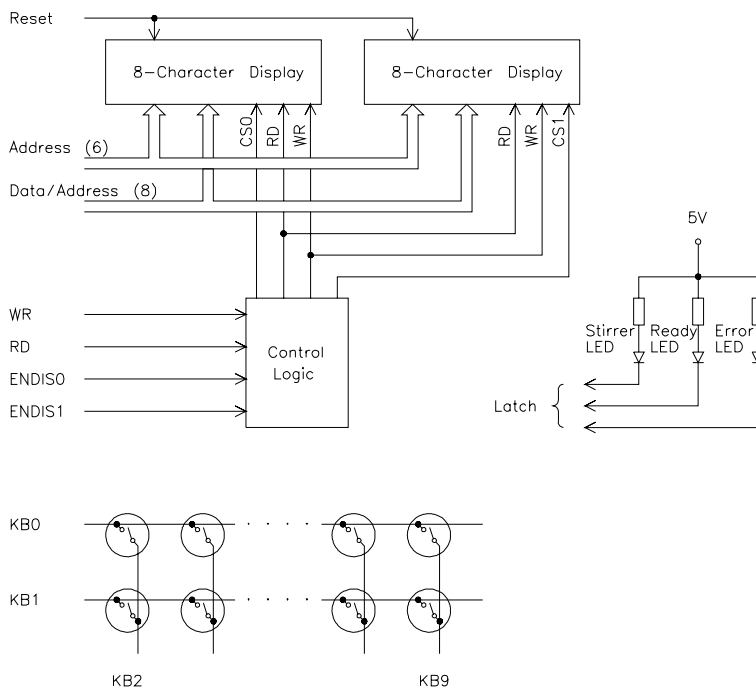 Reset
8-Character Display
8-Character Display
CS0
RD
WR
RD
WR
CS1
Address (6)
Data/Address (8)
5V
WR
RD
ENDIS0
ENDIS1
Control
Logic
Stirrer
LED
Ready
LED
Error
LED
Latch
KB0
KB1
KB2
KB9